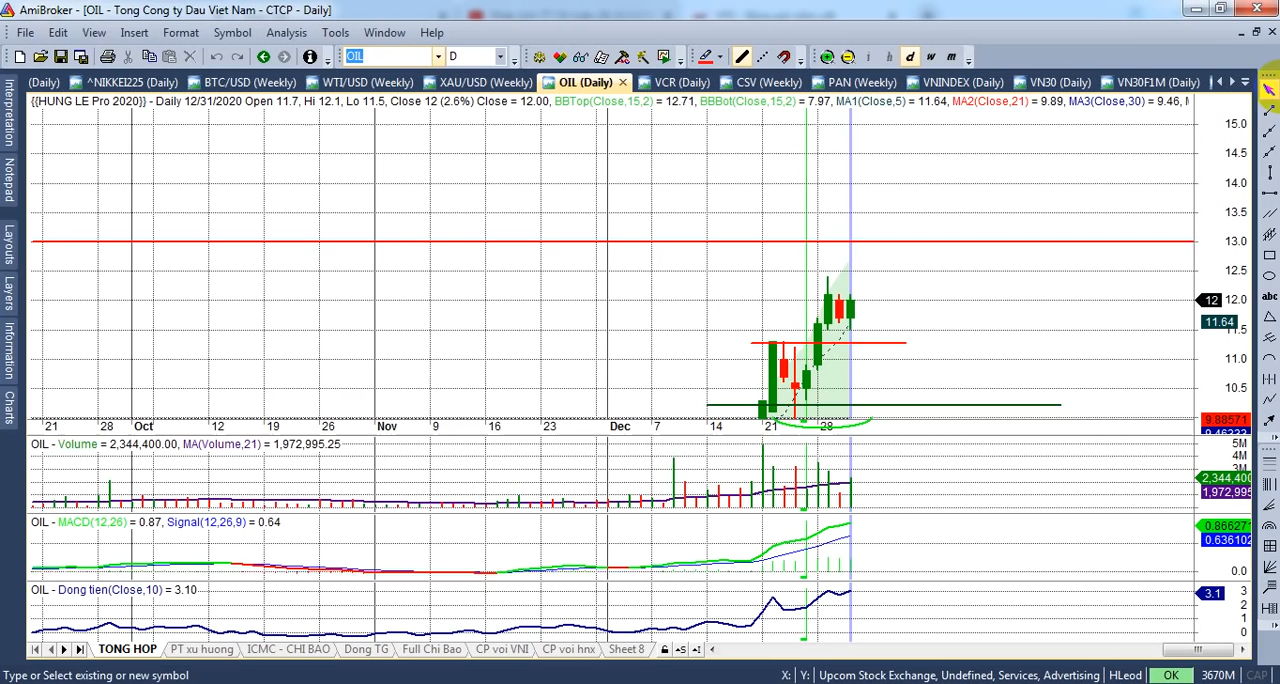 AmiBroker - [OIL - Tong Cong ty Dau Viet Nam - CTCP - Daily]
File Edit View Insert Format Symbol Analysis Tools Window Help
OIL D i h d w m
(Daily) ^NIKKEI225 (Daily) BTC/USD (Weekly) WTI/USD (Weekly) XAU/USD (Weekly) OIL (Daily) VCR (Daily) CSV (Weekly) PAN (Weekly) VNINDEX (Daily) VN30 (Daily) VN30F1M (Daily)
{{HUNG LE Pro 2020}} - Daily 12/31/2020 Open 11.7, Hi 12.1, Lo 11.5, Close 12 (2.6%) Close = 12.00, BBTop(Close,15,2) = 12.71, BBBot(Close,15,2) = 7.97, MA1(Close,5) = 11.64, MA2(Close,21) = 9.89, MA3(Close,30) = 9.46,
Interpretation
Notepad
Layouts
Layers
Information
Charts
15.0
14.5
14.0
13.5
13.0
12.5
12 12.0
11.64
11.5
11.0
10.5
9.88571
abc
21 28 Oct 12 19 26 Nov 9 16 23 Dec 7 14 21 28
OIL - Volume = 2,344,400.00, MA(Volume,21) = 1,972,995.25
5M
4M
3M
2,344,400
1,972,995
OIL - MACD(12,26) = 0.87, Signal(12,26,9) = 0.64
0.866271
0.636102
0.0
OIL - Dong tien(Close,10) = 3.10
3.1 3
2
1
0
TONG HOP PT xu huong ICMC - CHI BAO Dong TG Full Chi Bao CP voi VNI CP voi hnx Sheet 8
Type or Select existing or new symbol X: Y: Upcom Stock Exchange, Undefined, Services, Advertising HLeod OK 3670M CAP